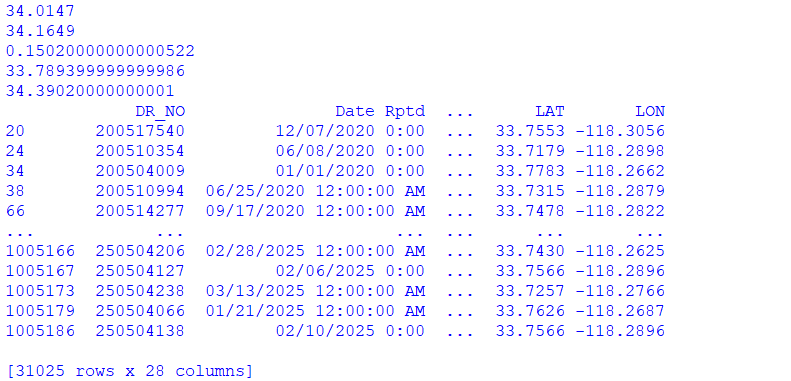 34.0147
34.1649
0.15020000000000522
33.789399999999986
34.39020000000001
DR_NO Date Rptd ... LAT LON
20 200517540 12/07/2020 0:00 ... 33.7553 -118.3056
24 200510354 06/08/2020 0:00 ... 33.7179 -118.2898
34 200504009 01/01/2020 0:00 ... 33.7783 -118.2662
38 200510994 06/25/2020 12:00:00 AM ... 33.7315 -118.2879
66 200514277 09/17/2020 12:00:00 AM ... 33.7478 -118.2822
... ... ... ... ... ...
1005166 250504206 02/28/2025 12:00:00 AM ... 33.7430 -118.2625
1005167 250504127 02/06/2025 0:00 ... 33.7566 -118.2896
1005173 250504238 03/13/2025 12:00:00 AM ... 33.7257 -118.2766
1005179 250504066 01/21/2025 12:00:00 AM ... 33.7626 -118.2687
1005186 250504138 02/10/2025 0:00 ... 33.7566 -118.2896
[31025 rows x 28 columns]